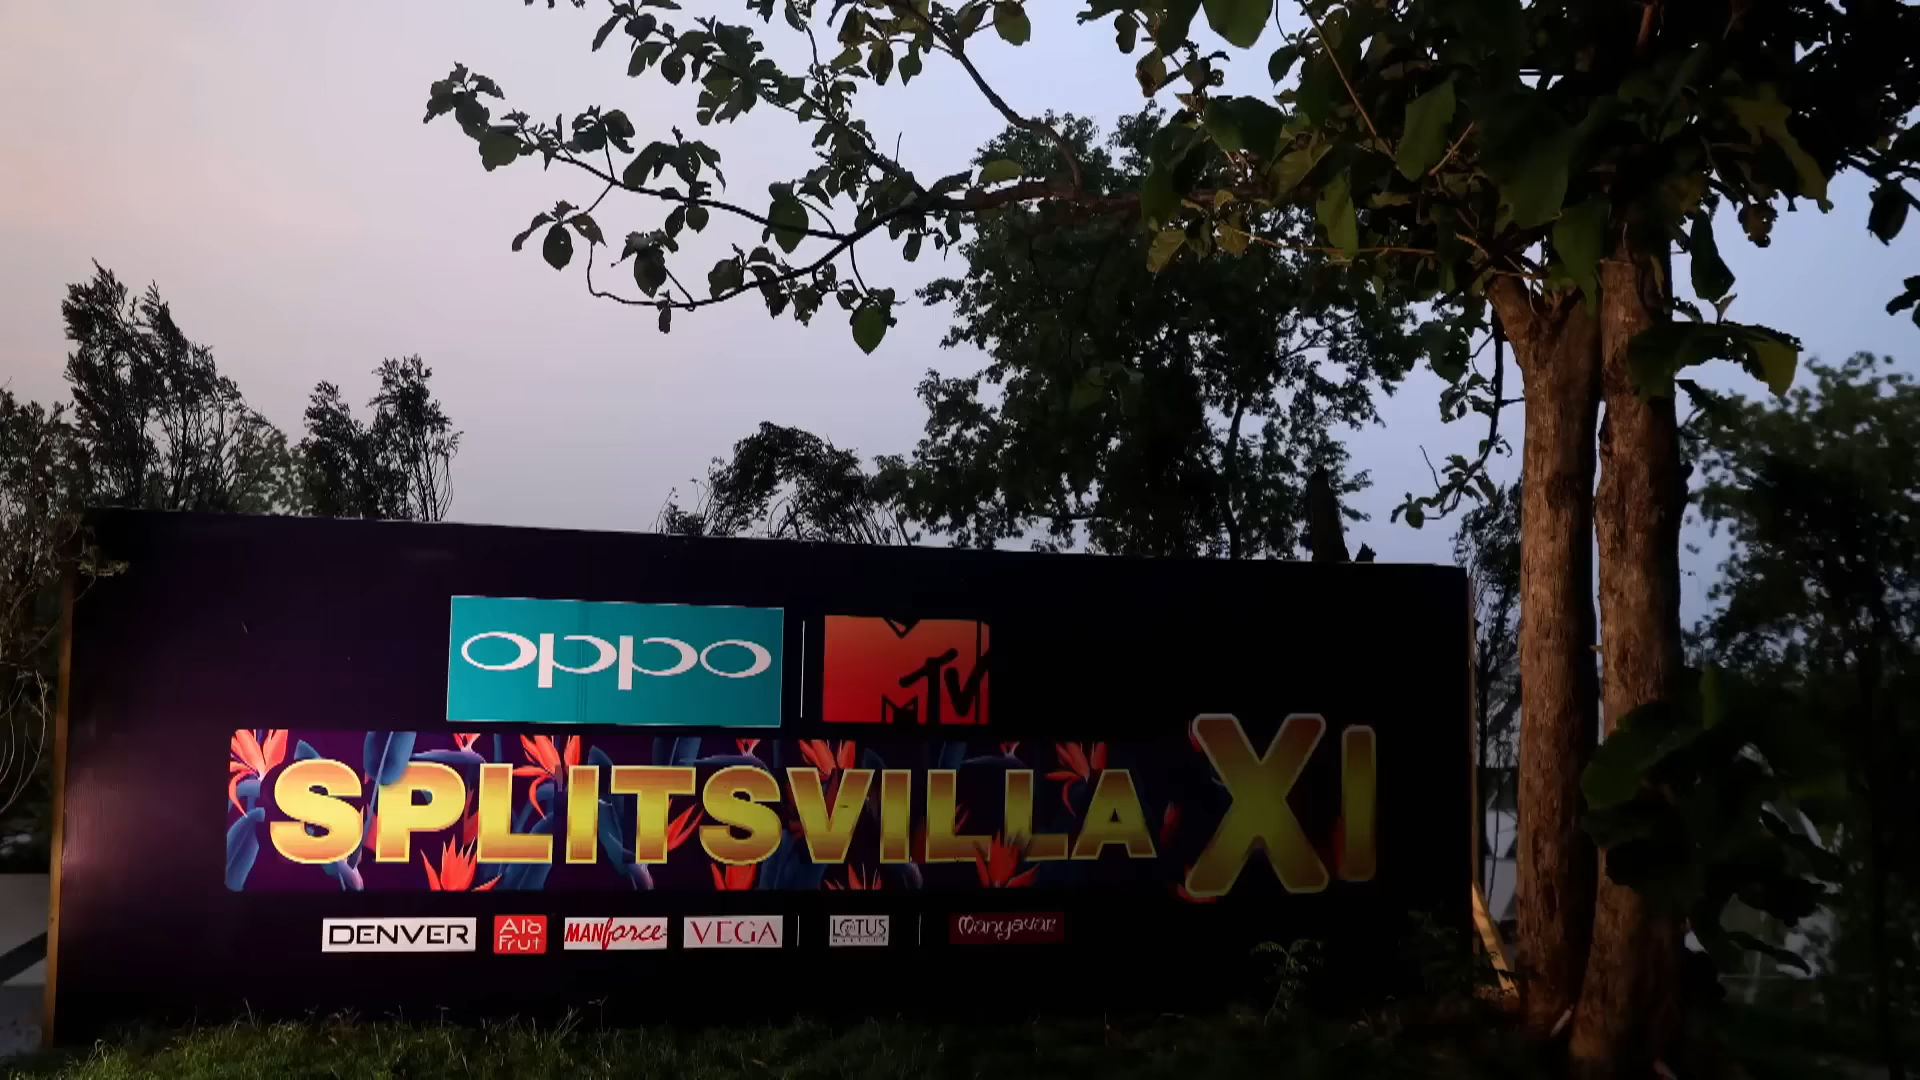 oppo MTV
SPLITSVILLA XI
DENVER Alo Frut MANforce VEGA LOTUS Manyavar